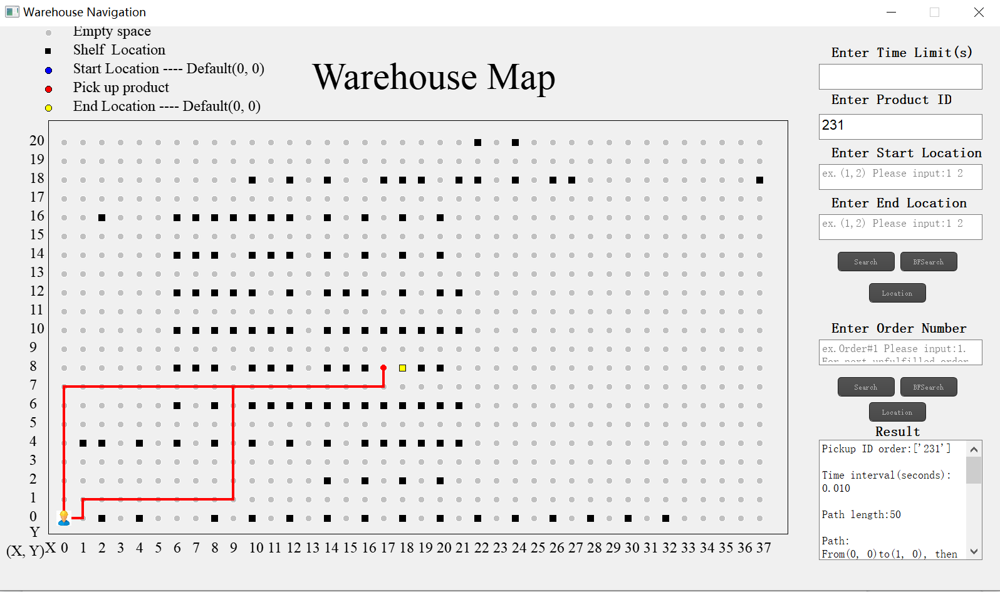 Warehouse Navigation
Empty space
Shelf Location
Start Location ---- Default(0, 0)
Pick up product
End Location ---- Default(0, 0)
Warehouse Map
20
19
18
17
16
15
14
13
12
11
10
9
8
7
6
5
4
3
2
1
0
Y
(X, Y)X 0 1 2 3 4 5 6 7 8 9 10 11 12 13 14 15 16 17 18 19 20 21 22 23 24 25 26 27 28 29 30 31 32 33 34 35 36 37
Enter Time Limit(s)
Enter Product ID
231
Enter Start Location
ex.(1,2) Please input:1 2
Enter End Location
ex.(1,2) Please input:1 2
Search BFSearch
Location
Enter Order Number
ex.Order#1 Please input:1.
For next unfulfilled order
Search BFSearch
Location
Result
Pickup ID order:['231']
Time interval(seconds):
0.010
Path length:50
Path:
From(0, 0)to(1, 0), then